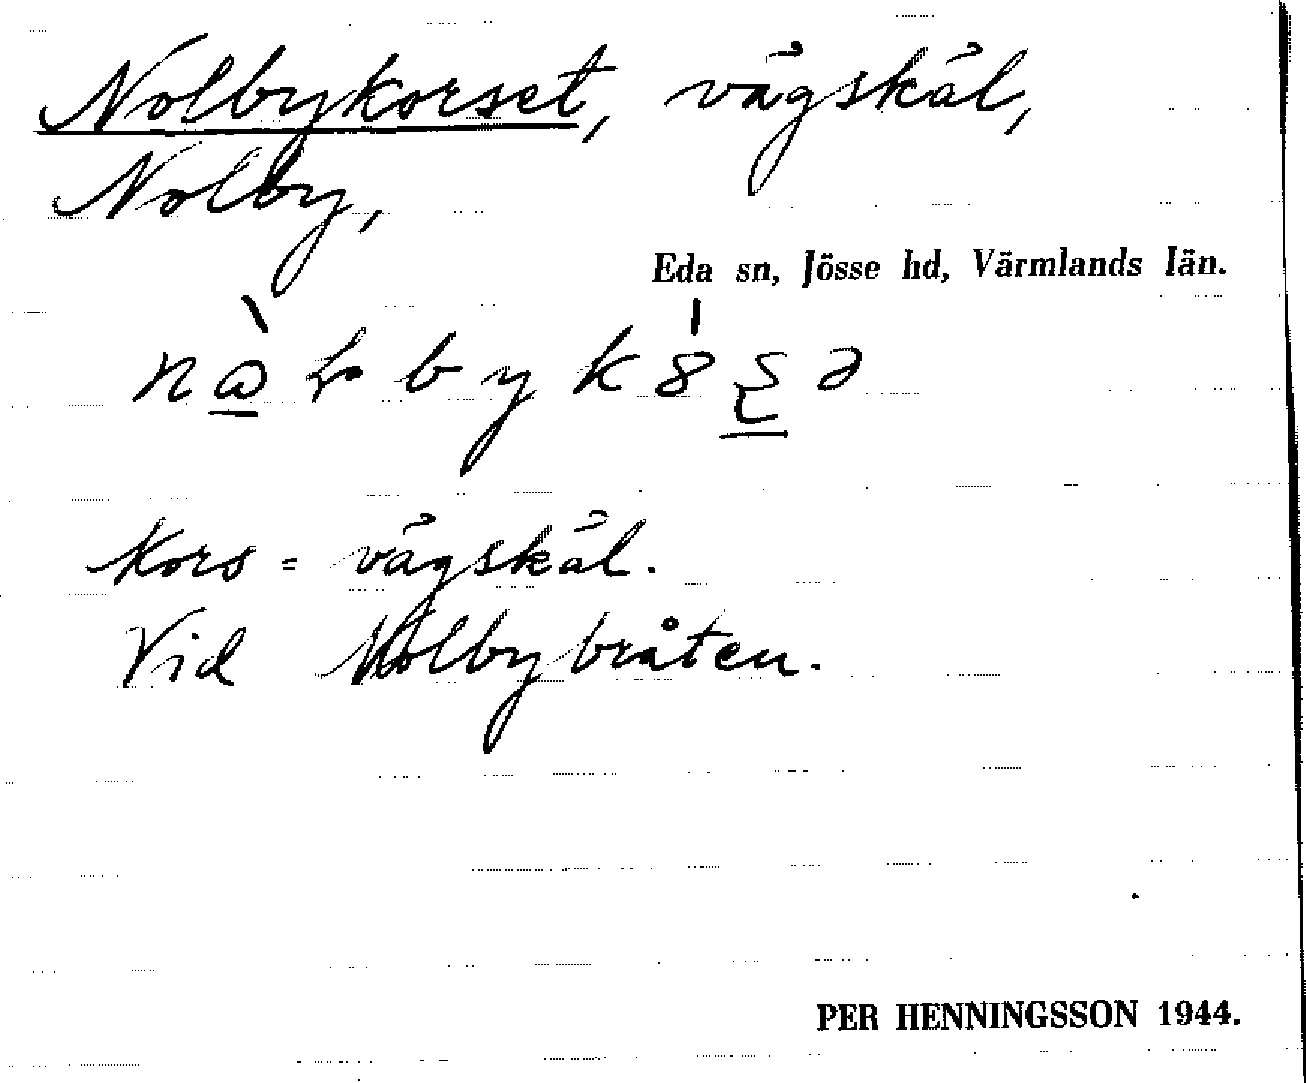 Nolbykorset, vägskäl,
Nolby,
Eda sn, Jösse hd, Värmlands län.
Kors = vägskäl.
Vid Nolbybråten.
PER HENNINGSSON 1944.